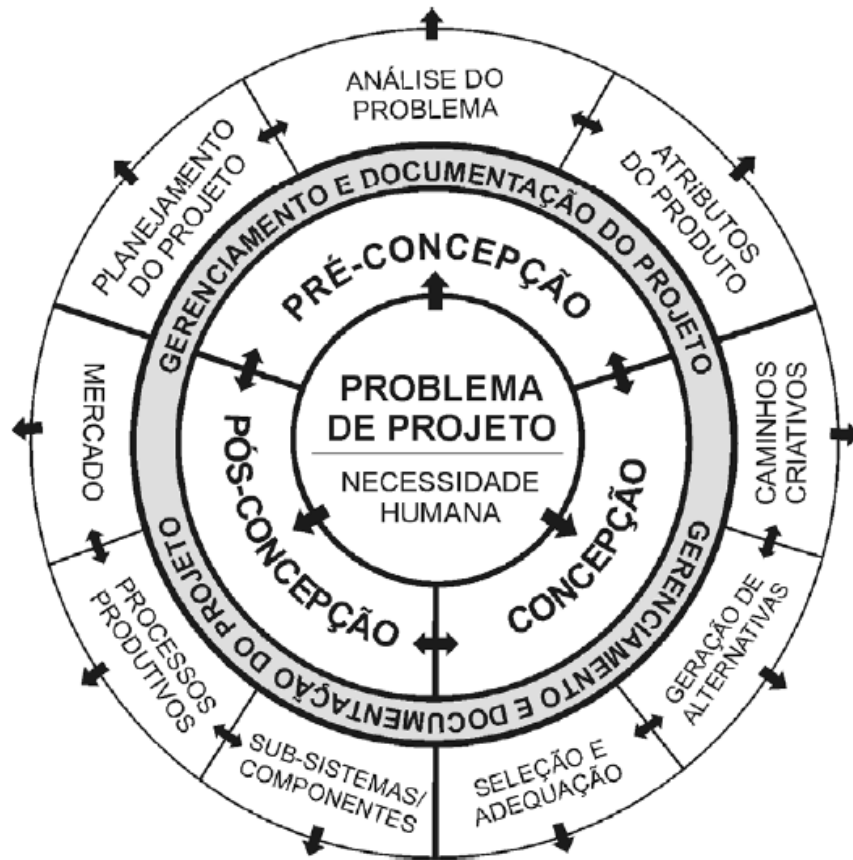 ANÁLISE DO
PROBLEMA
ATRIBUTOS
DO PRODUTO
CAMINHOS
CRIATIVOS
GERAÇÃO DE
ALTERNATIVAS
SELEÇÃO E
ADEQUAÇÃO
SUB-SISTEMAS/
COMPONENTES
PROCESSOS
PRODUTIVOS
MERCADO
PLANEJAMENTO
DO PROJETO
GERENCIAMENTO E DOCUMENTAÇÃO DO PROJETO
GERENCIAMENTO E DOCUMENTAÇÃO DO PROJETO
PRÉ-CONCEPÇÃO
CONCEPÇÃO
PÓS-CONCEPÇÃO
PROBLEMA
DE PROJETO
NECESSIDADE
HUMANA